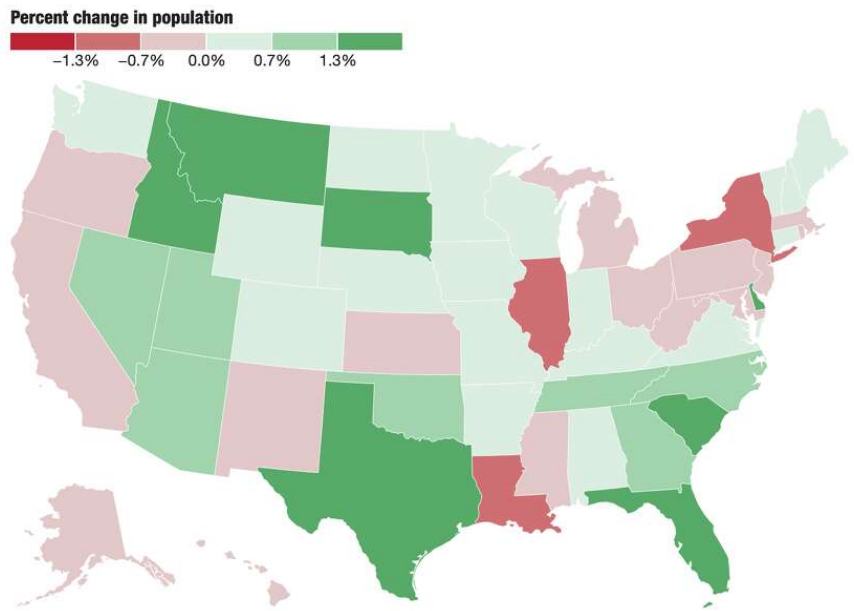 Percent change in population
−1.3% −0.7% 0.0% 0.7% 1.3%